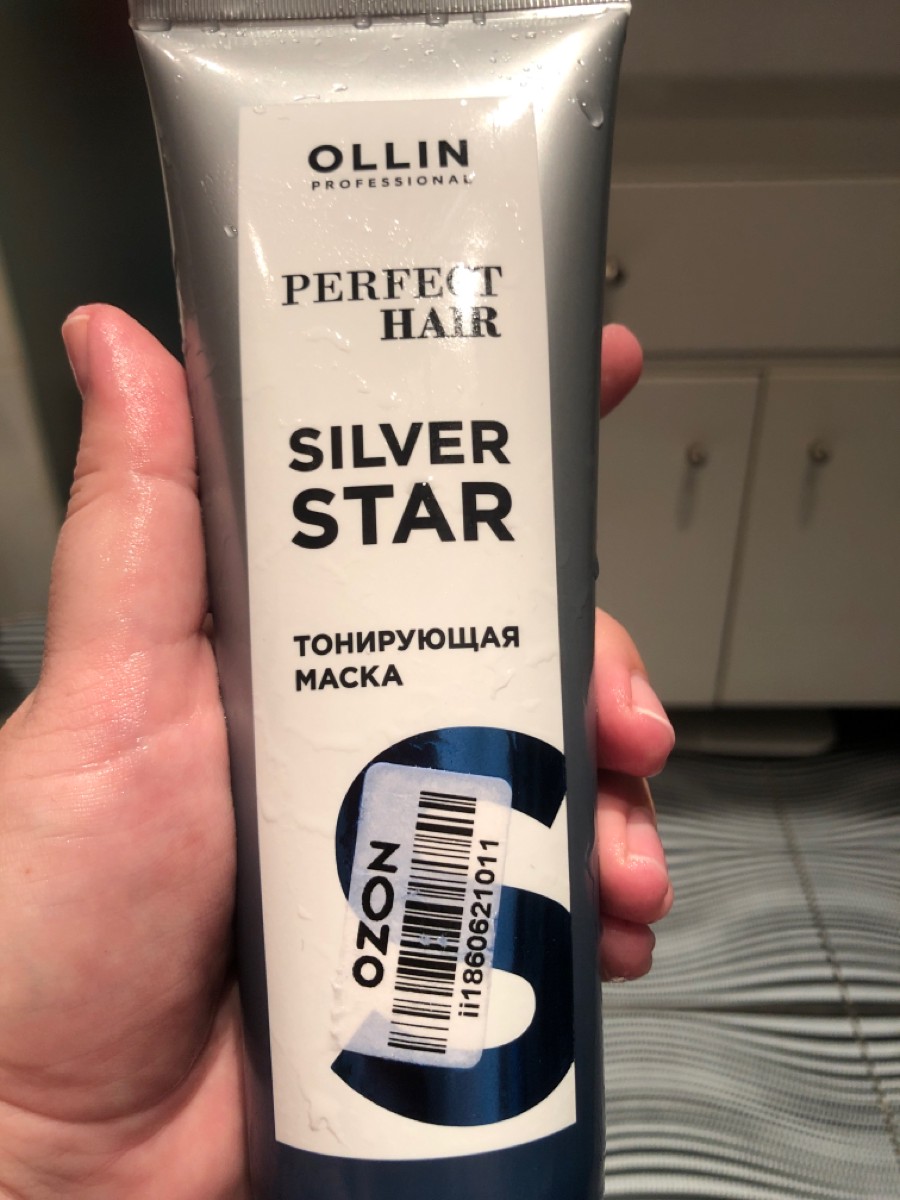 OLLIN
PROFESSIONAL
PERFECT
HAIR
SILVER
STAR
ТОНИРУЮЩАЯ
МАСКА
OZON
ii1860621011